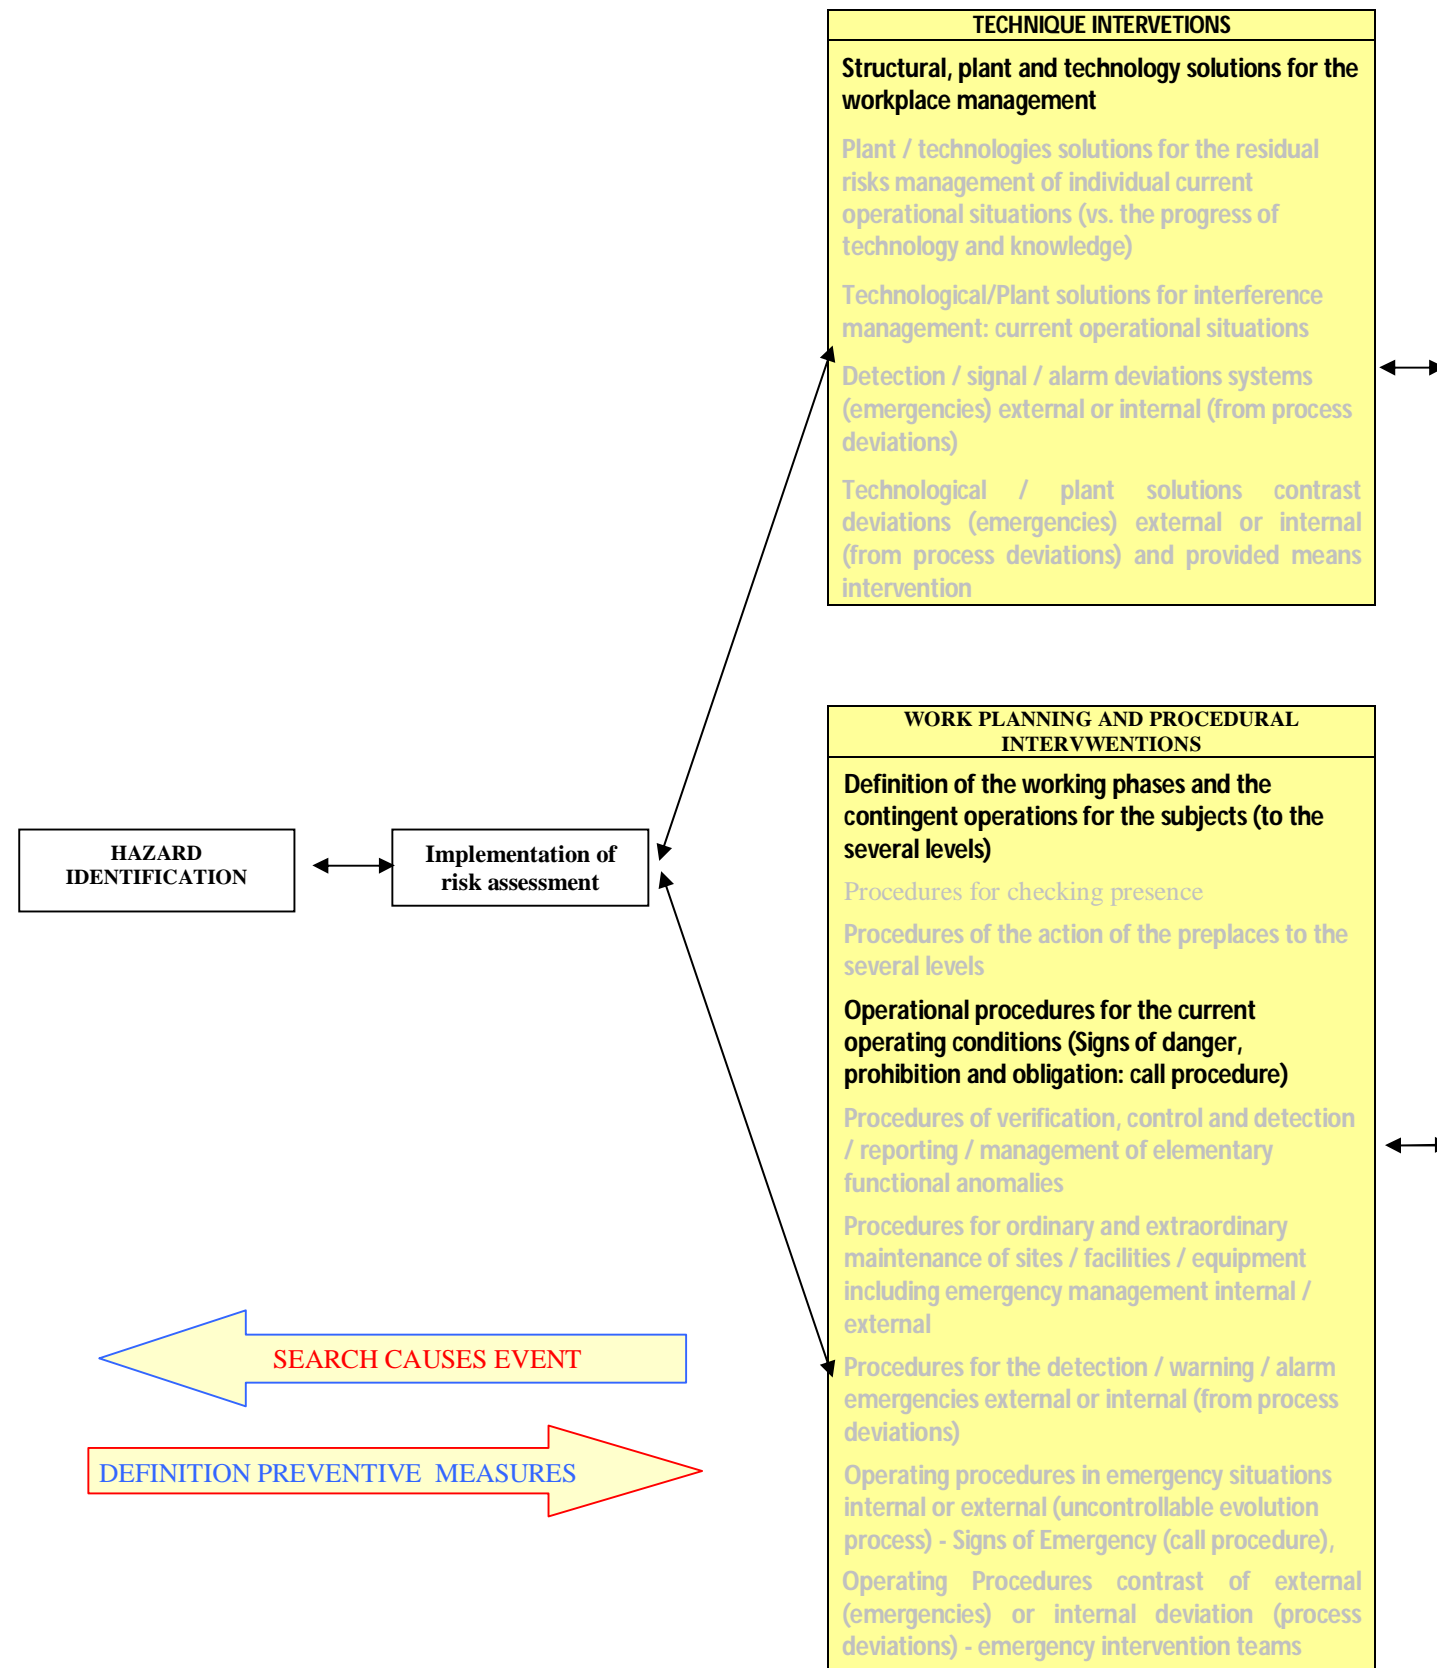 TECHNIQUE INTERVETIONS
Structural, plant and technology solutions for the
workplace management
Plant / technologies solutions for the residual
risks management of individual current
operational situations (vs. the progress of
technology and knowledge)
Technological/Plant solutions for interference
management: current operational situations
Detection / signal / alarm deviations systems
(emergencies) external or internal (from process
deviations)
Technological / plant solutions contrast
deviations (emergencies) external or internal
(from process deviations) and provided means
intervention
WORK PLANNING AND PROCEDURAL
INTERVWENTIONS
Definition of the working phases and the
contingent operations for the subjects (to the
several levels)
Procedures for checking presence
Procedures of the action of the preplaces to the
several levels
Operational procedures for the current
operating conditions (Signs of danger,
prohibition and obligation: call procedure)
Procedures of verification, control and detection
/ reporting / management of elementary
functional anomalies
Procedures for ordinary and extraordinary
maintenance of sites / facilities / equipment
including emergency management internal /
external
Procedures for the detection / warning / alarm
emergencies external or internal (from process
deviations)
Operating procedures in emergency situations
internal or external (uncontrollable evolution
process) - Signs of Emergency (call procedure),
Operating Procedures contrast of external
(emergencies) or internal deviation (process
deviations) - emergency intervention teams
HAZARD
IDENTIFICATION
Implementation of
risk assessment
SEARCH CAUSES EVENT
DEFINITION PREVENTIVE MEASURES